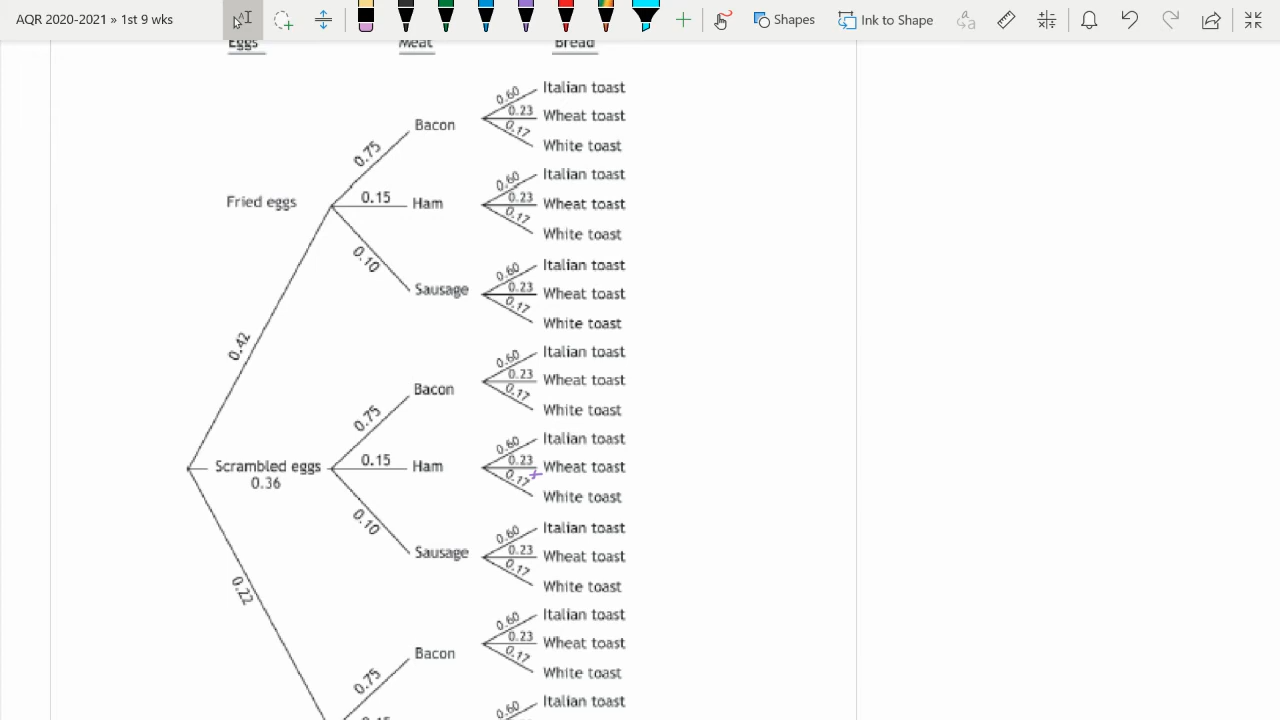 AQR 2020-2021 » 1st 9 wks
Shapes
Ink to Shape
Eggs Meat Bread
0.60 Italian toast
Bacon 0.23 Wheat toast
0.17 White toast
0.75
0.60 Italian toast
Fried eggs 0.15 Ham 0.23 Wheat toast
0.17 White toast
0.10
0.60 Italian toast
Sausage 0.23 Wheat toast
0.17 White toast
0.42
0.60 Italian toast
Bacon 0.23 Wheat toast
0.17 White toast
0.75
0.60 Italian toast
Scrambled eggs 0.15 Ham 0.23 Wheat toast
0.36
0.17 White toast
0.10
0.60 Italian toast
Sausage 0.23 Wheat toast
0.17 White toast
0.22
0.60 Italian toast
Bacon 0.23 Wheat toast
0.17 White toast
0.75
0.60 Italian toast
0.15